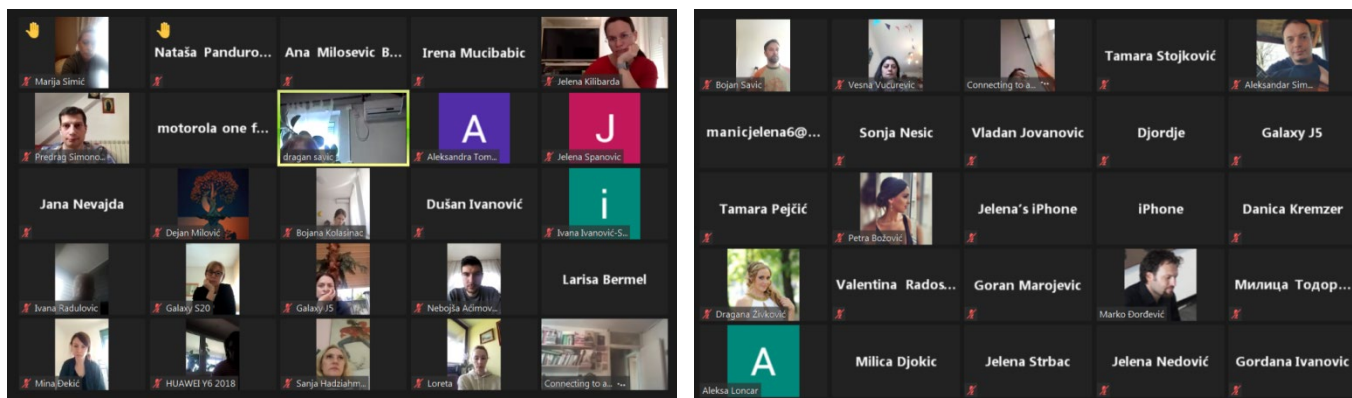 Marija Simić
Nataša Panduro...
Ana Milosevic B...
Irena Mucibabic
Jelena Kilibarda
Predrag Simono...
motorola one f...
dragan savic
A
Aleksandra Tom...
J
Jelena Spanovic
Jana Nevajda
Dejan Milović
Bojana Kolasinac
Dušan Ivanović
i
Ivana Ivanović-S...
Ivana Radulovic
Galaxy S20
Galaxy J5
Nebojša Aćimov...
Larisa Bermel
Mina Đekić
HUAWEI Y6 2018
Sanja Hadziahm...
Loreta
Connecting to a...
Bojan Savic
Vesna Vucurevic
Connecting to a...
Tamara Stojković
Aleksandar Sim...
manicjelena6@...
Sonja Nesic
Vladan Jovanovic
Djordje
Galaxy J5
Tamara Pejčić
Petra Božović
Jelena's iPhone
iPhone
Danica Kremzer
Dragana Živković
Valentina Rados...
Goran Marojevic
Marko Đorđević
Милица Тодор...
A
Aleksa Loncar
Milica Djokic
Jelena Strbac
Jelena Nedović
Gordana Ivanovic